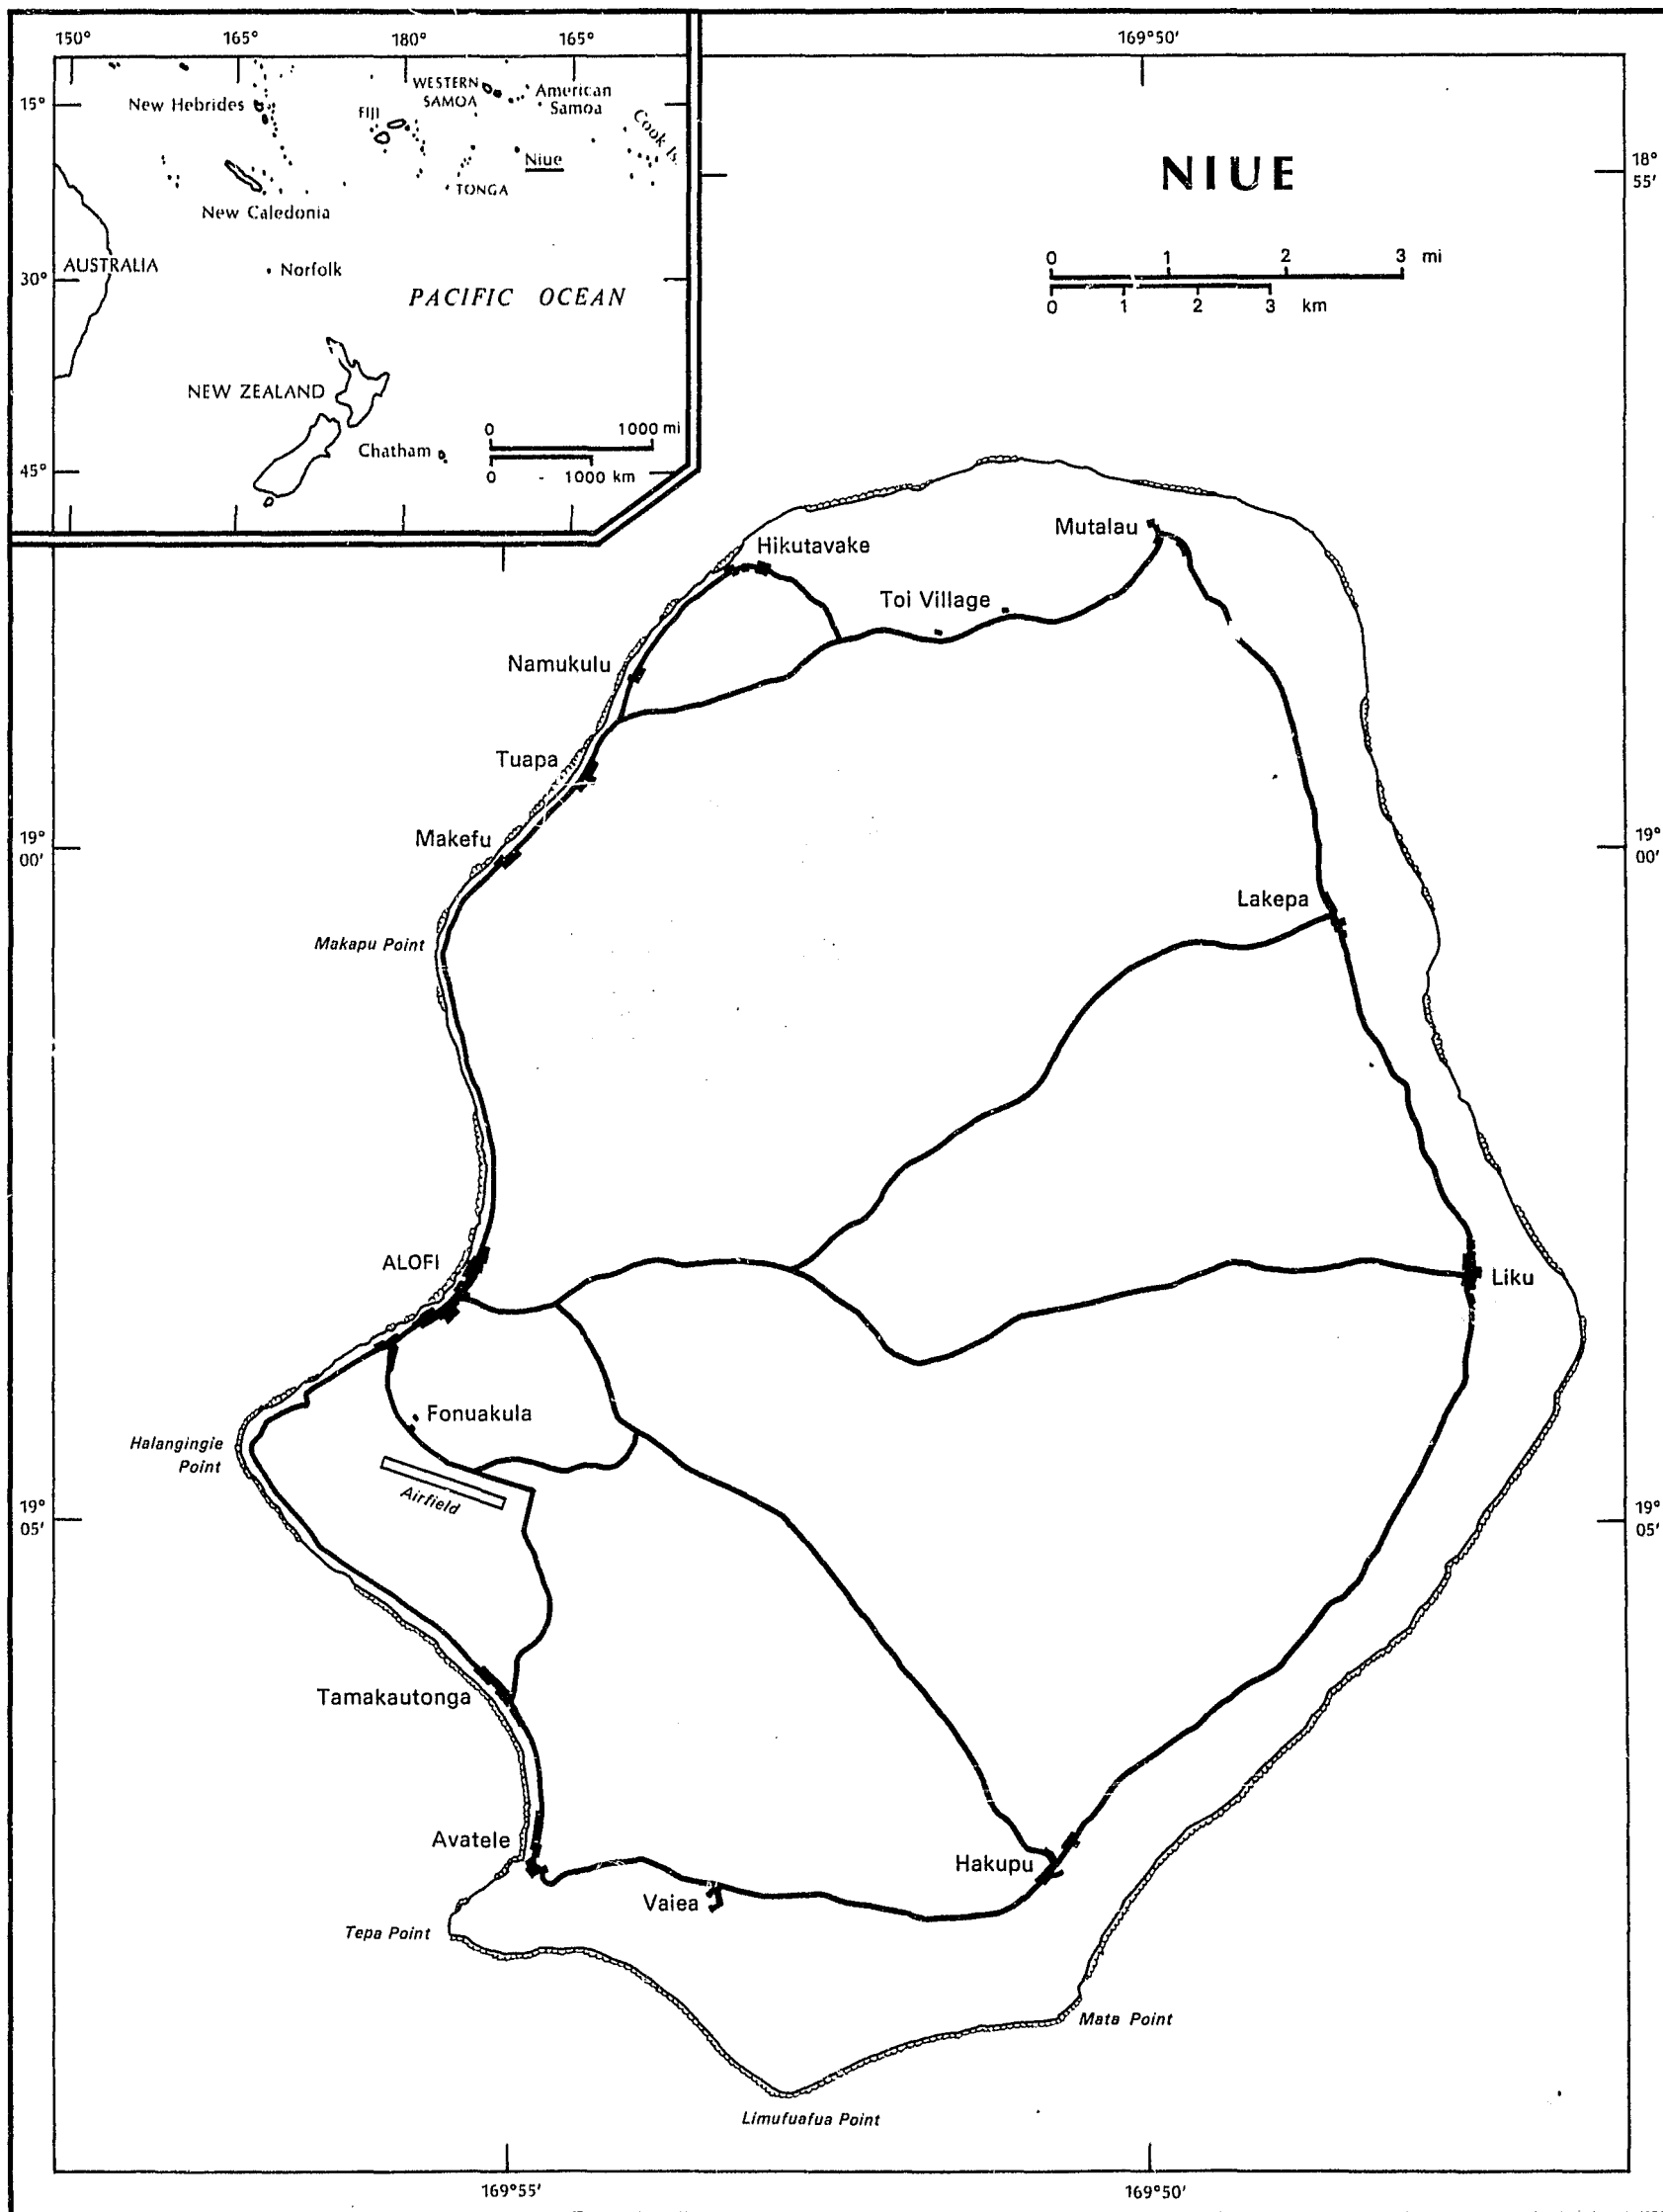 150° 165° 180° 165°
169°50'
15°
New Hebrides
FIJI
WESTERN SAMOA
American Samoa
Cook Is.
Niue
TONGA
New Caledonia
AUSTRALIA
Norfolk
30°
PACIFIC OCEAN
NEW ZEALAND
Chatham
45°
0 1000 mi
0 1000 km
NIUE
18° 55'
0 1 2 3 mi
0 1 2 3 km
Mutalau
Hikutavake
Toi Village
Namukulu
Tuapa
Makefu
19° 00'
19° 00'
Lakepa
Makapu Point
ALOFI
Liku
Fonuakula
Halangingie Point
Airfield
19° 05'
19° 05'
Tamakautonga
Avatele
Hakupu
Vaiea
Tepa Point
Mata Point
Limufuafua Point
169°55'
169°50'